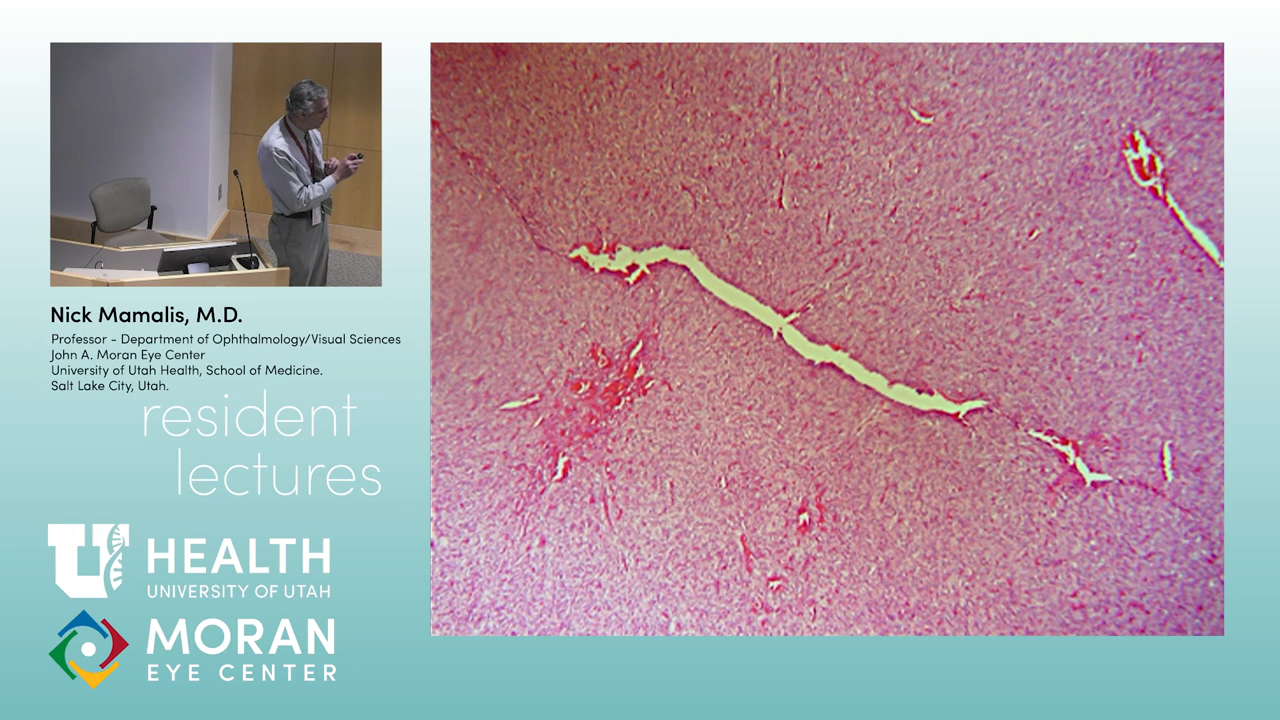 Nick Mamalis, M.D.
Professor - Department of Ophthalmology/Visual Sciences
John A. Moran Eye Center
University of Utah Health, School of Medicine.
Salt Lake City, Utah.
resident
lectures
U HEALTH
UNIVERSITY OF UTAH
MORAN
EYE CENTER